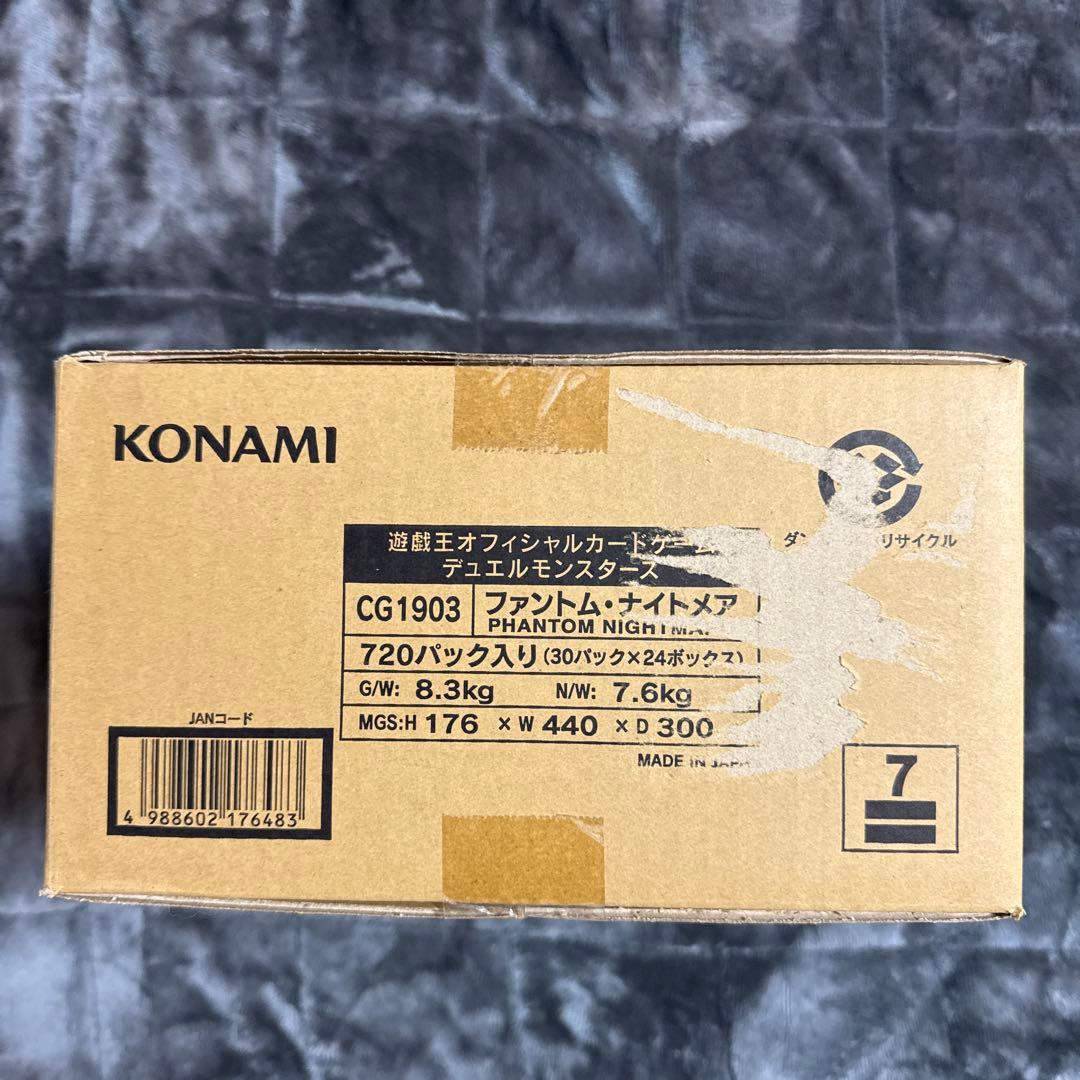 KONAMI
遊戯王オフィシャルカードゲーム
デュエルモンスターズ
CG1903
ファントム・ナイトメア
PHANTOM
720パック入り(30パック×24ボックス)
G/W: 8.3kg N/W: 7.6kg
MGS:H 176 × W 440 × D 300
MADE IN
リサイクル
JANコード
4 988602 176483
7